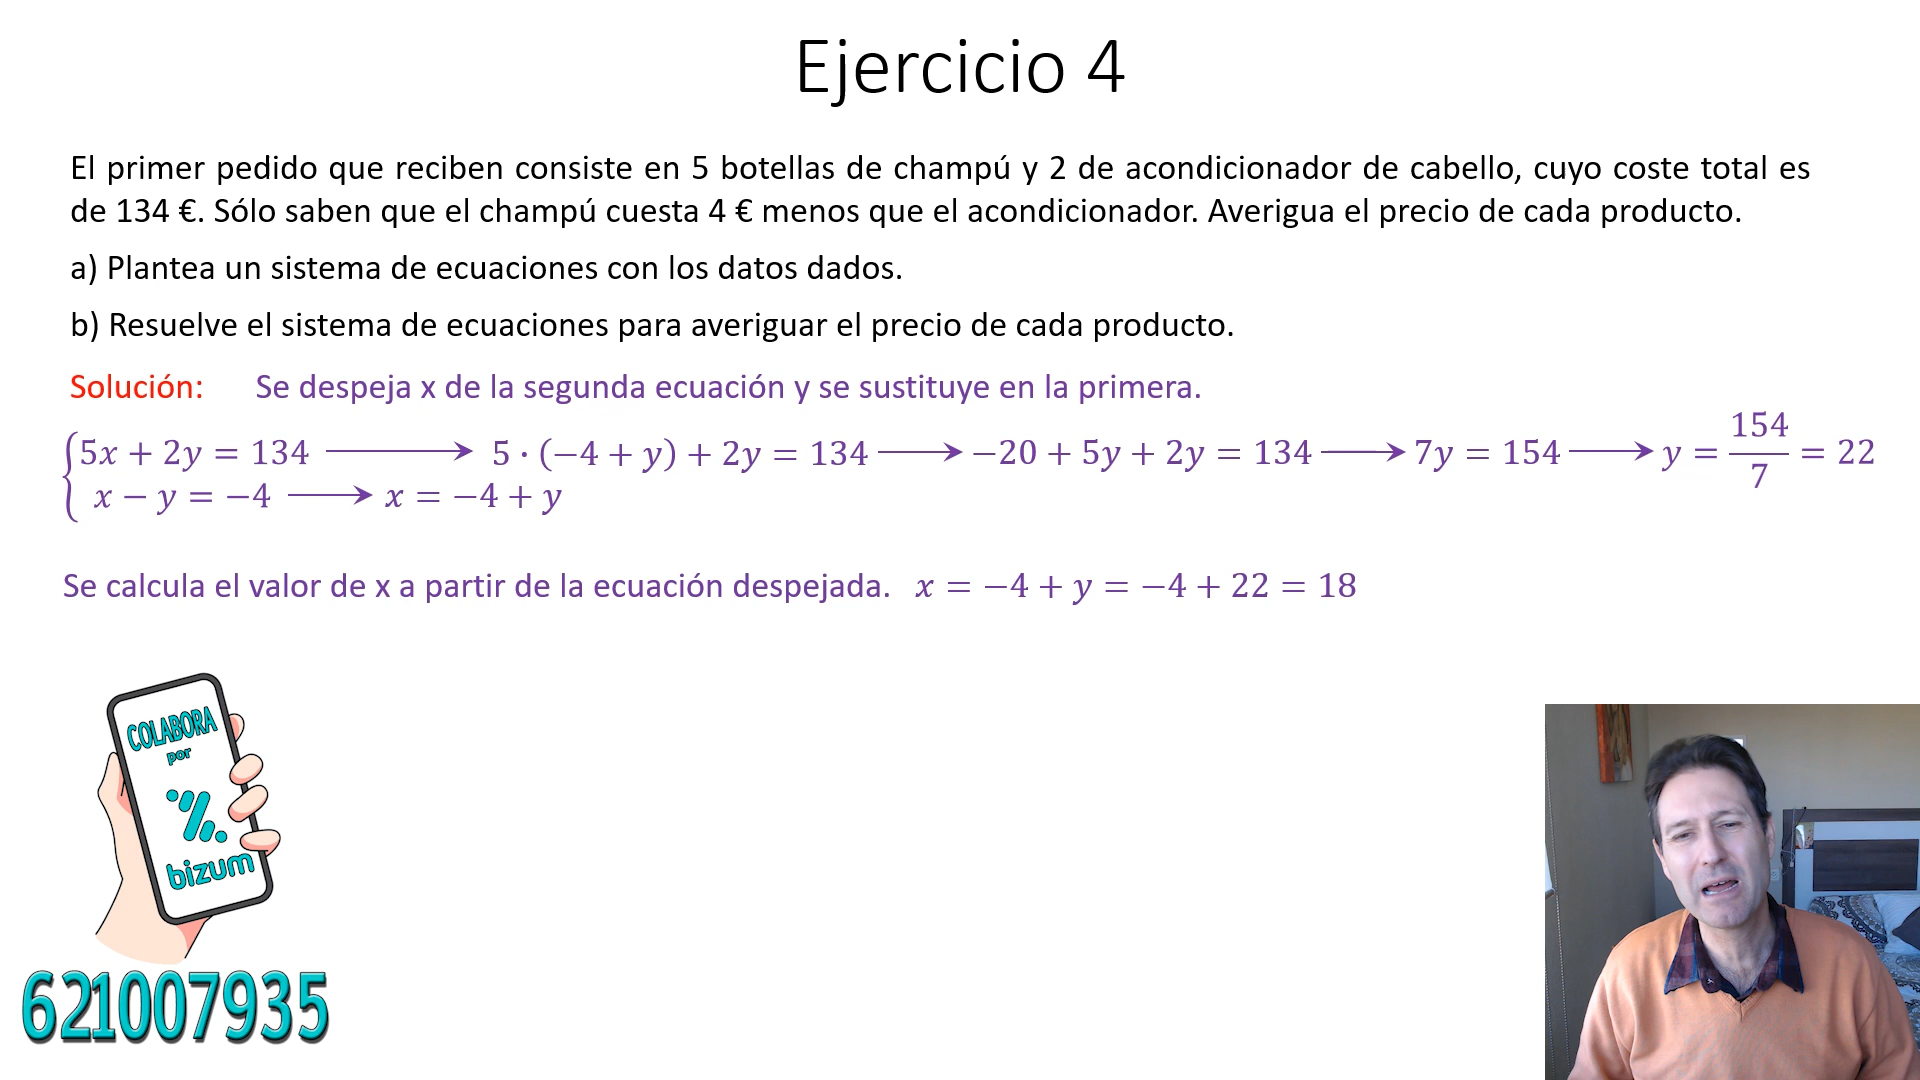 Ejercicio 4
El primer pedido que reciben consiste en 5 botellas de champú y 2 de acondicionador de cabello, cuyo coste total es
de 134 €. Sólo saben que el champú cuesta 4 € menos que el acondicionador. Averigua el precio de cada producto.
a) Plantea un sistema de ecuaciones con los datos dados.
b) Resuelve el sistema de ecuaciones para averiguar el precio de cada producto.
Solución: Se despeja x de la segunda ecuación y se sustituye en la primera.
5x + 2y = 134 ⟶ 5 · (−4 + y) + 2y = 134 ⟶ −20 + 5y + 2y = 134 ⟶ 7y = 154 ⟶ y = 154/7 = 22
x − y = −4 ⟶ x = −4 + y
Se calcula el valor de x a partir de la ecuación despejada. x = −4 + y = −4 + 22 = 18
COLABORA
por
bizum
621007935